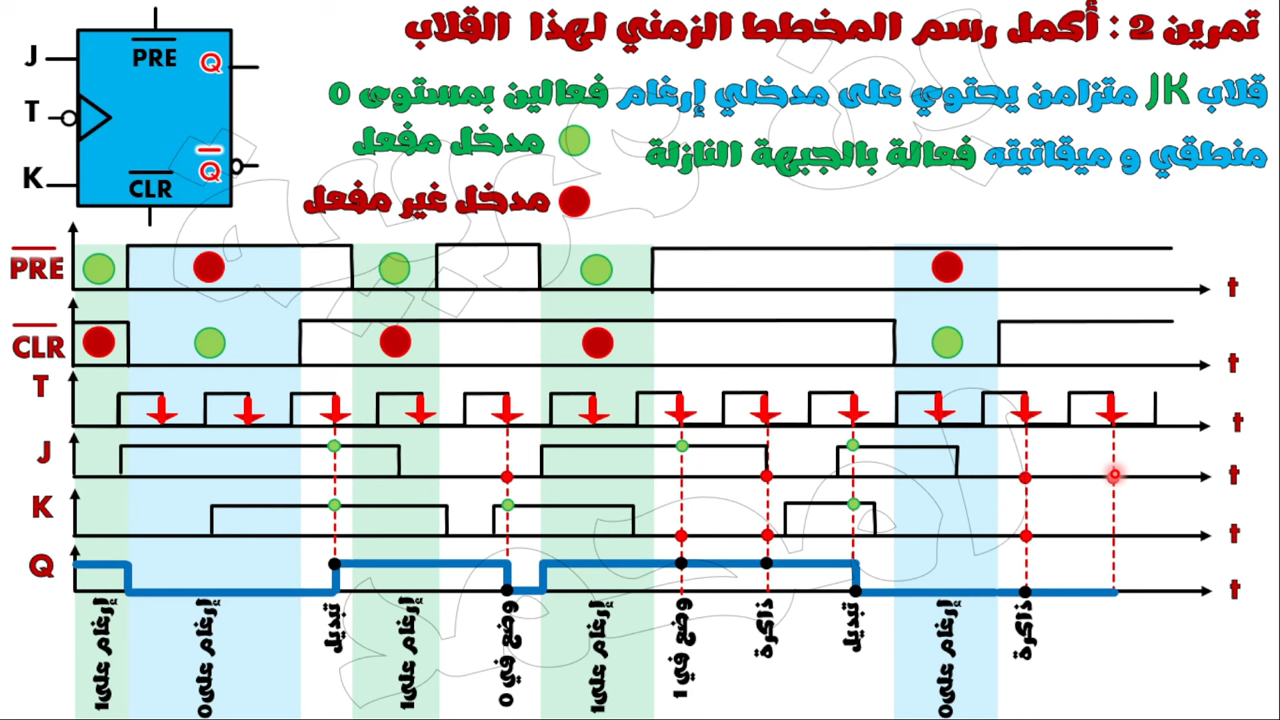 تمرين 2 : أكمل رسم المخطط الزمني لهذا القلاب
قلاب JK متزامن يحتوي على مدخلي إرغام فعالين بمستوى 0
منطقي و ميقاتيته فعالة بالجبهة النازلة
مدخل مفعل
مدخل غير مفعل
J
T
K
PRE
Q
CLR
Q
PRE
t
CLR
t
T
t
J
t
K
t
Q
t
إرغام على 1
إرغام على 0
تبديل
إرغام على 1
وضع في 0
إرغام على 1
وضع في 1
ذاكرة
تبديل
إرغام على 0
ذاكرة